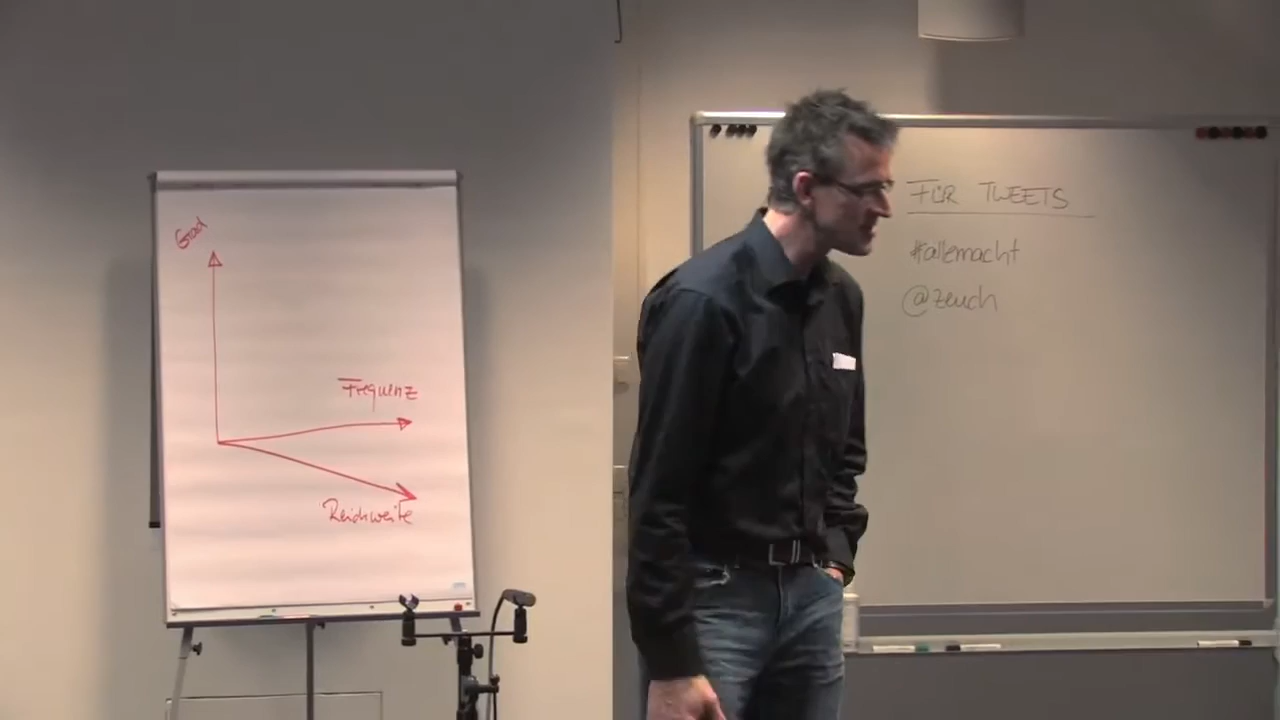 Grad
Frequenz
Reichweite
FÜR TWEETS
#allemacht
@zeuch